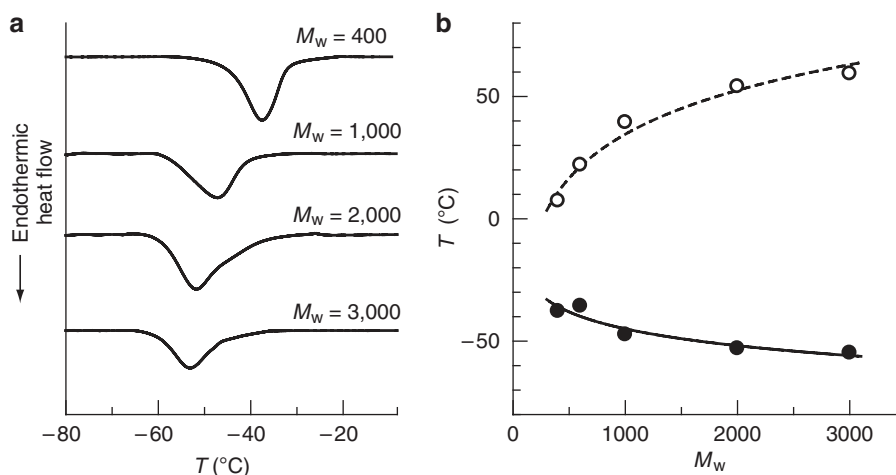 a
M_w = 400
M_w = 1,000
M_w = 2,000
M_w = 3,000
Endothermic
heat flow
−80 −60 −40 −20
T (°C)
b
50
0
−50
T (°C)
0 1000 2000 3000
M_w